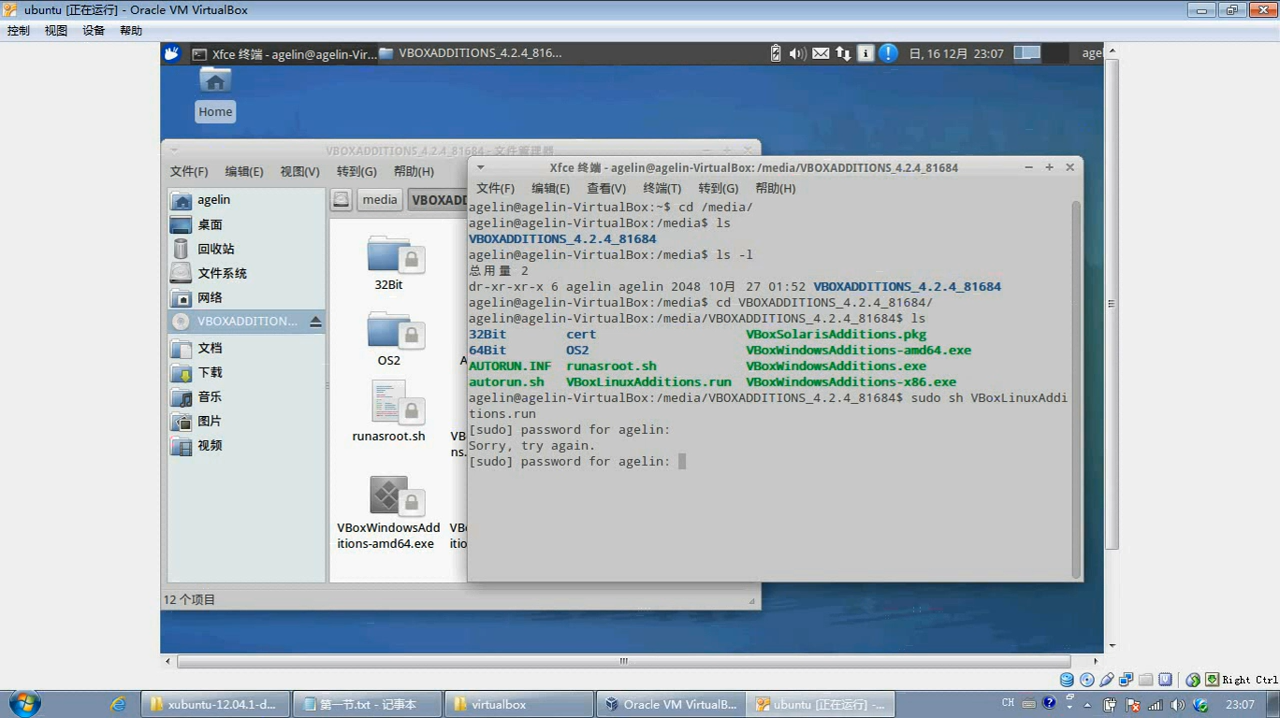 ubuntu [正在运行] - Oracle VM VirtualBox
控制 视图 设备 帮助
Xfce 终端 - agelin@agelin-Vir... VBOXADDITIONS_4.2.4_816... 日, 16 12月 23:07 agel
Home
VBOXADDITIONS_4.2.4_81684 - 文件管理器
文件(F) 编辑(E) 视图(V) 转到(G) 帮助(H)
media VBOXADD
agelin
桌面
回收站
文件系统
网络
VBOXADDITION...
文档
下载
音乐
图片
视频
32Bit
OS2
runasroot.sh
VBoxWindowsAdd
itions-amd64.exe
12 个项目
Xfce 终端 - agelin@agelin-VirtualBox: /media/VBOXADDITIONS_4.2.4_81684
文件(F) 编辑(E) 查看(V) 终端(T) 转到(G) 帮助(H)
agelin@agelin-VirtualBox:~$ cd /media/
agelin@agelin-VirtualBox:/media$ ls
VBOXADDITIONS_4.2.4_81684
agelin@agelin-VirtualBox:/media$ ls -l
总用量 2
dr-xr-xr-x 6 agelin agelin 2048 10月 27 01:52 VBOXADDITIONS_4.2.4_81684
agelin@agelin-VirtualBox:/media$ cd VBOXADDITIONS_4.2.4_81684/
agelin@agelin-VirtualBox:/media/VBOXADDITIONS_4.2.4_81684$ ls
32Bit cert VBoxSolarisAdditions.pkg
64Bit OS2 VBoxWindowsAdditions-amd64.exe
AUTORUN.INF runasroot.sh VBoxWindowsAdditions.exe
autorun.sh VBoxLinuxAdditions.run VBoxWindowsAdditions-x86.exe
agelin@agelin-VirtualBox:/media/VBOXADDITIONS_4.2.4_81684$ sudo sh VBoxLinuxAddi
tions.run
[sudo] password for agelin:
Sorry, try again.
[sudo] password for agelin:
Right Ctrl
xubuntu-12.04.1-d... 第一节.txt - 记事本 virtualbox Oracle VM VirtualB... ubuntu [正在运行] -... CH 23:07